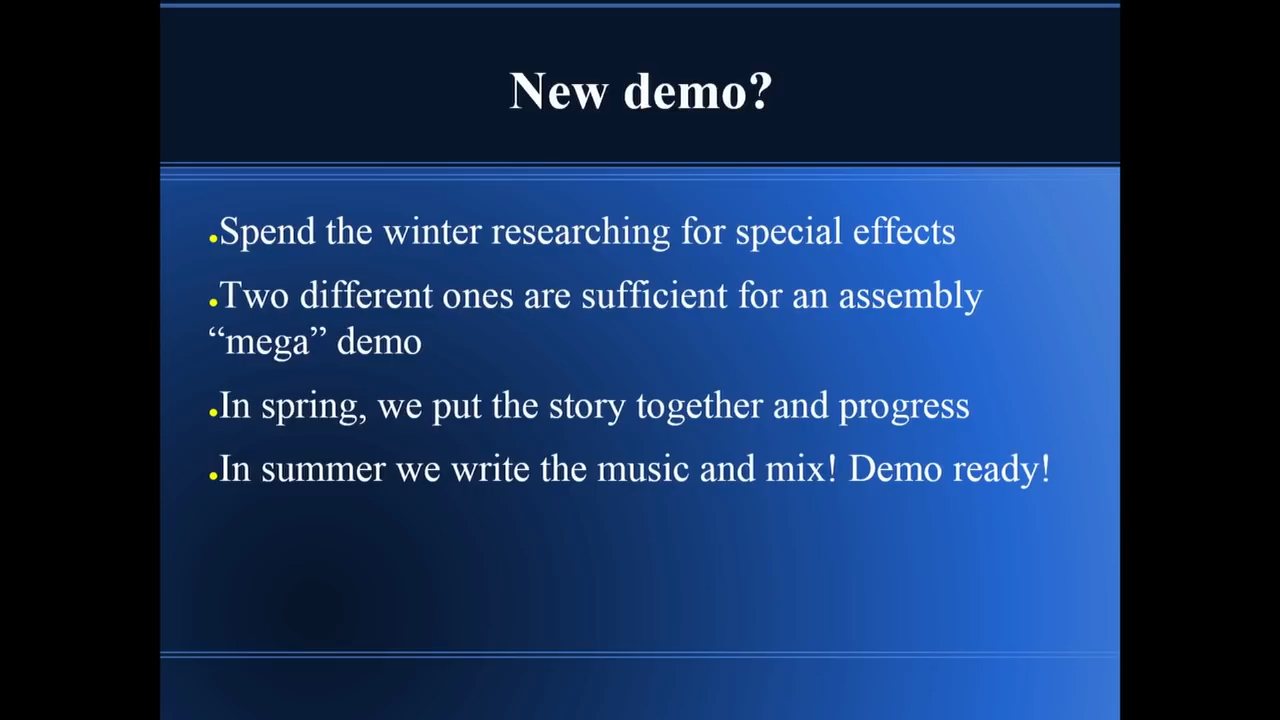 New demo?
●Spend the winter researching for special effects
●Two different ones are sufficient for an assembly
“mega” demo
●In spring, we put the story together and progress
●In summer we write the music and mix! Demo ready!